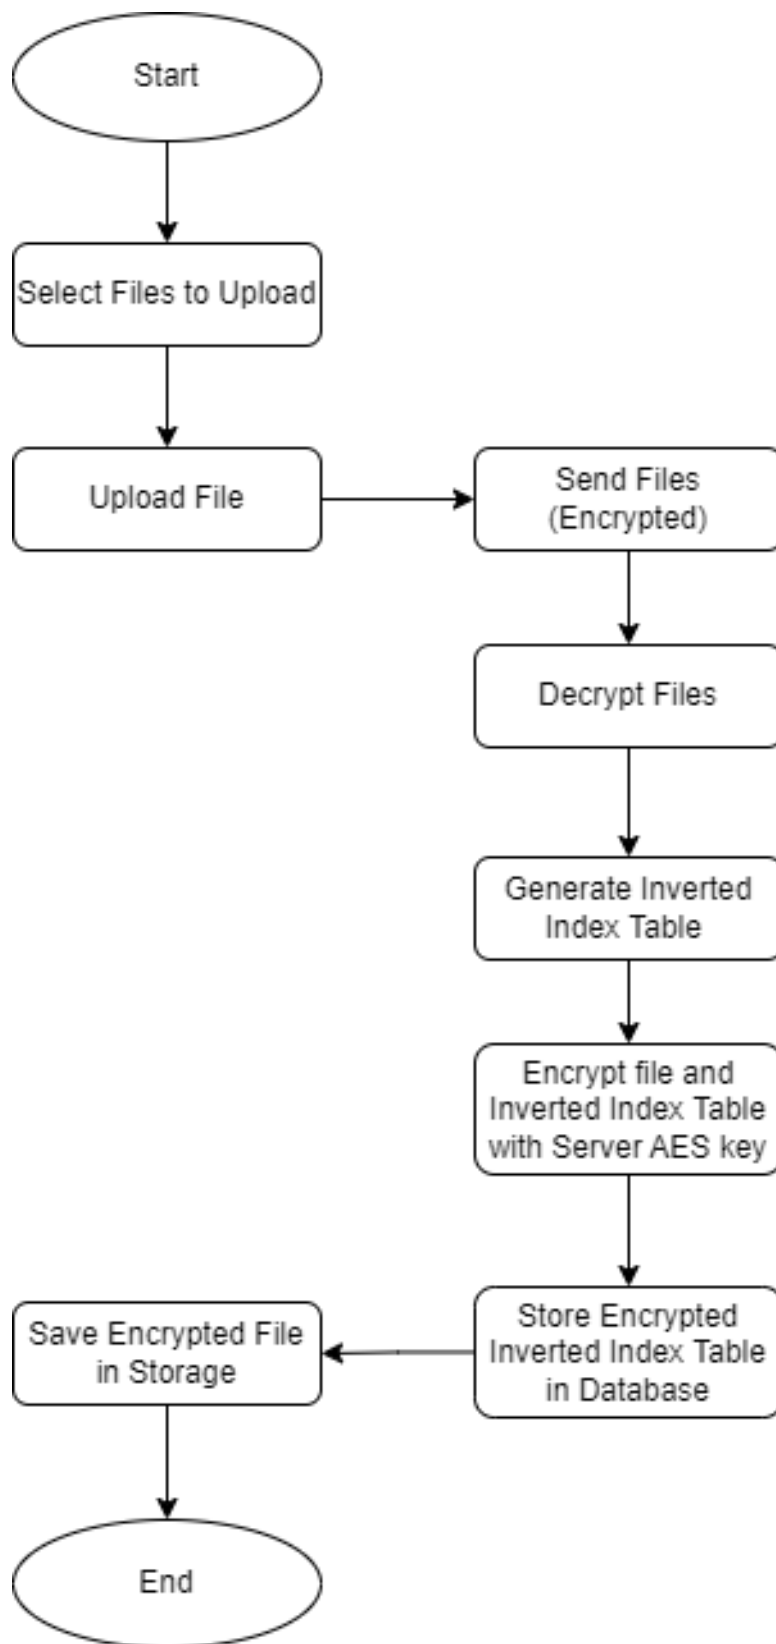 Start
Select Files to Upload
Upload File
Send Files
(Encrypted)
Decrypt Files
Generate Inverted
Index Table
Encrypt file and
Inverted Index Table
with Server AES key
Store Encrypted
Inverted Index Table
in Database
Save Encrypted File
in Storage
End